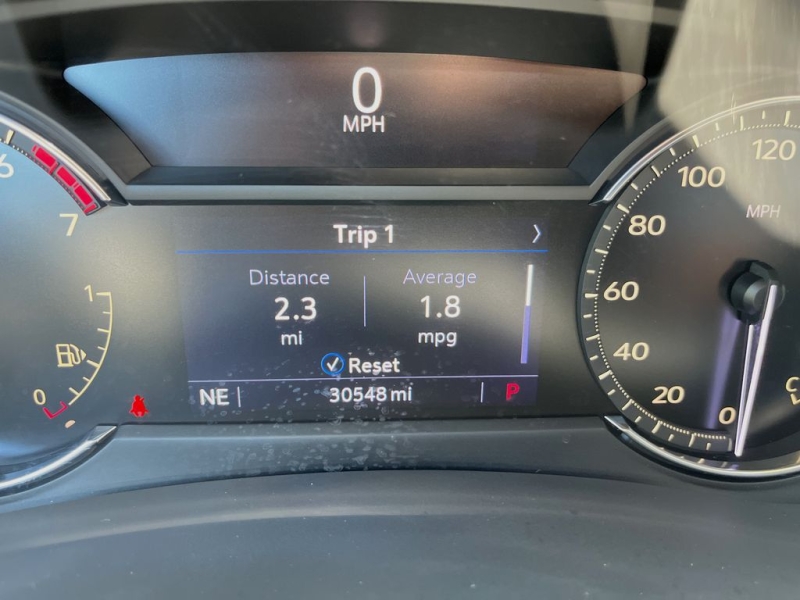 0
MPH
6
7
1
0
Trip 1
Distance
2.3
mi
Average
1.8
mpg
Reset
NE
30548 mi
P
120
100
MPH
80
60
40
20
0
C